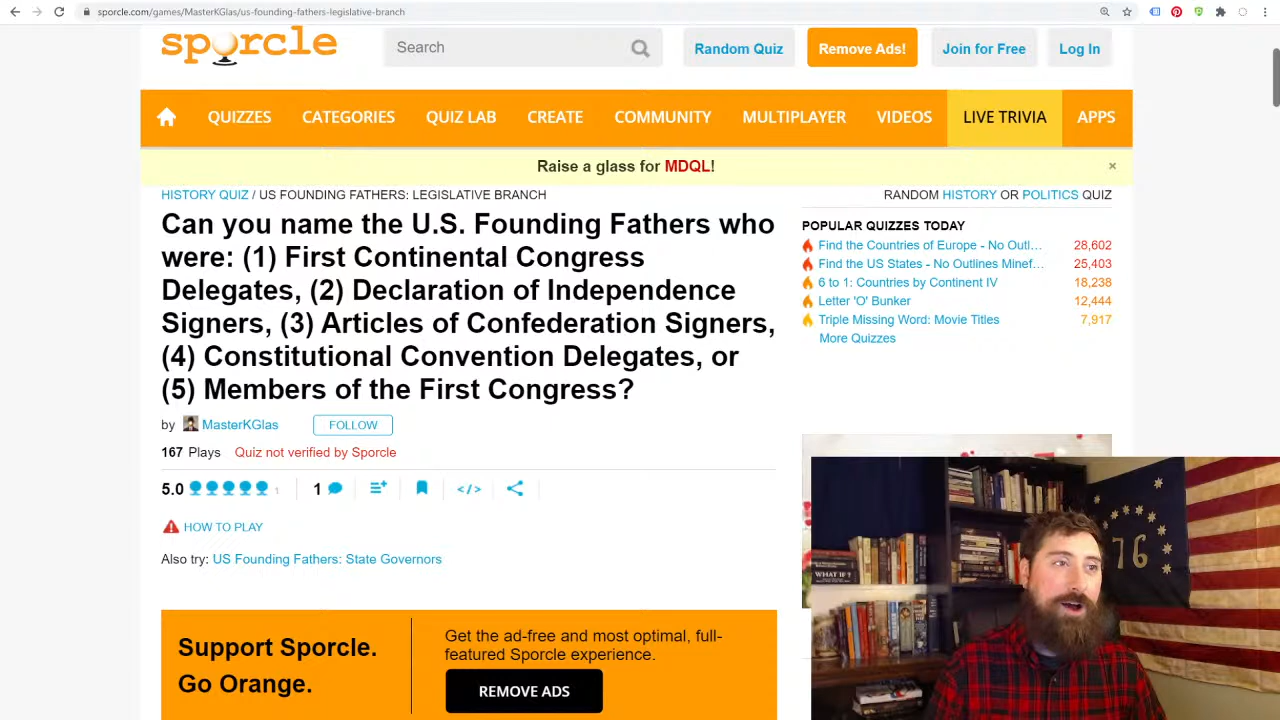 sporcle.com/games/MasterKGlas/us-founding-fathers-legislative-branch
sporcle
Search
Random Quiz
Remove Ads!
Join for Free
Log In
QUIZZES
CATEGORIES
QUIZ LAB
CREATE
COMMUNITY
MULTIPLAYER
VIDEOS
LIVE TRIVIA
APPS
Raise a glass for MDQL!
×
HISTORY QUIZ / US FOUNDING FATHERS: LEGISLATIVE BRANCH
Can you name the U.S. Founding Fathers who
were: (1) First Continental Congress
Delegates, (2) Declaration of Independence
Signers, (3) Articles of Confederation Signers,
(4) Constitutional Convention Delegates, or
(5) Members of the First Congress?
by MasterKGlas
FOLLOW
167 Plays Quiz not verified by Sporcle
5.0 1
1
</>
HOW TO PLAY
Also try: US Founding Fathers: State Governors
Support Sporcle.
Go Orange.
Get the ad-free and most optimal, full-
featured Sporcle experience.
REMOVE ADS
RANDOM HISTORY OR POLITICS QUIZ
POPULAR QUIZZES TODAY
Find the Countries of Europe - No Outl... 28,602
Find the US States - No Outlines Minef... 25,403
6 to 1: Countries by Continent IV 18,238
Letter 'O' Bunker 12,444
Triple Missing Word: Movie Titles 7,917
More Quizzes
76
WHAT IF?